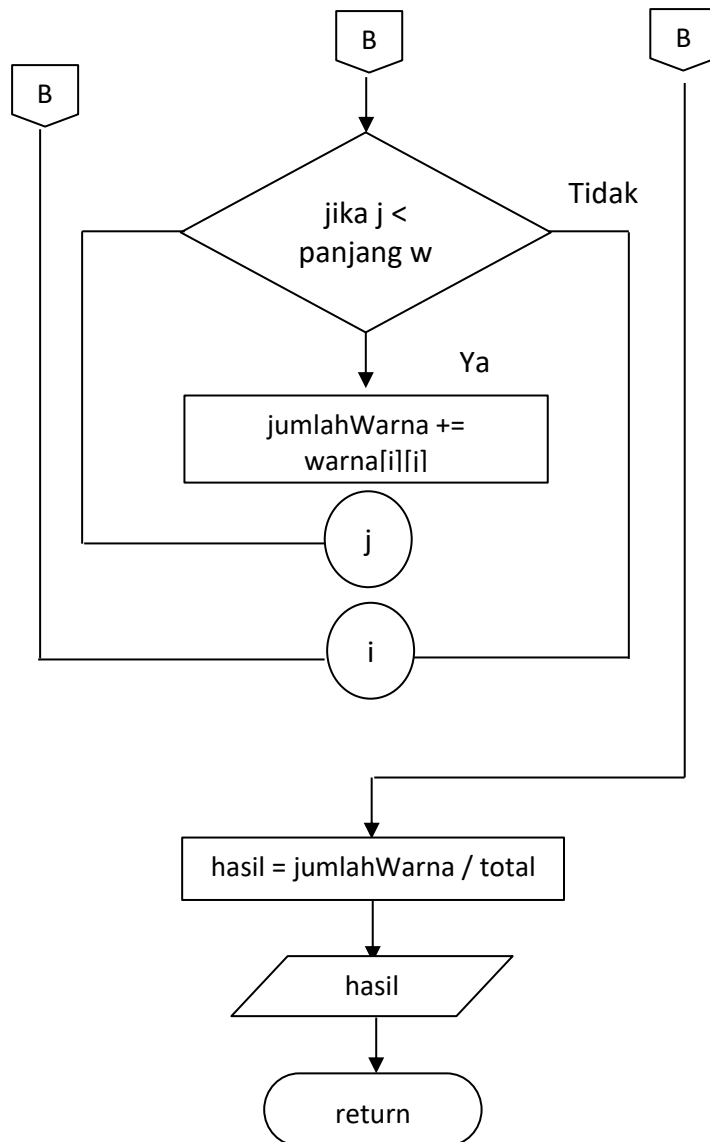 B
B
B
jika j <
panjang w
Tidak
Ya
jumlahWarna +=
warna[i][j]
j
i
hasil = jumlahWarna / total
hasil
return